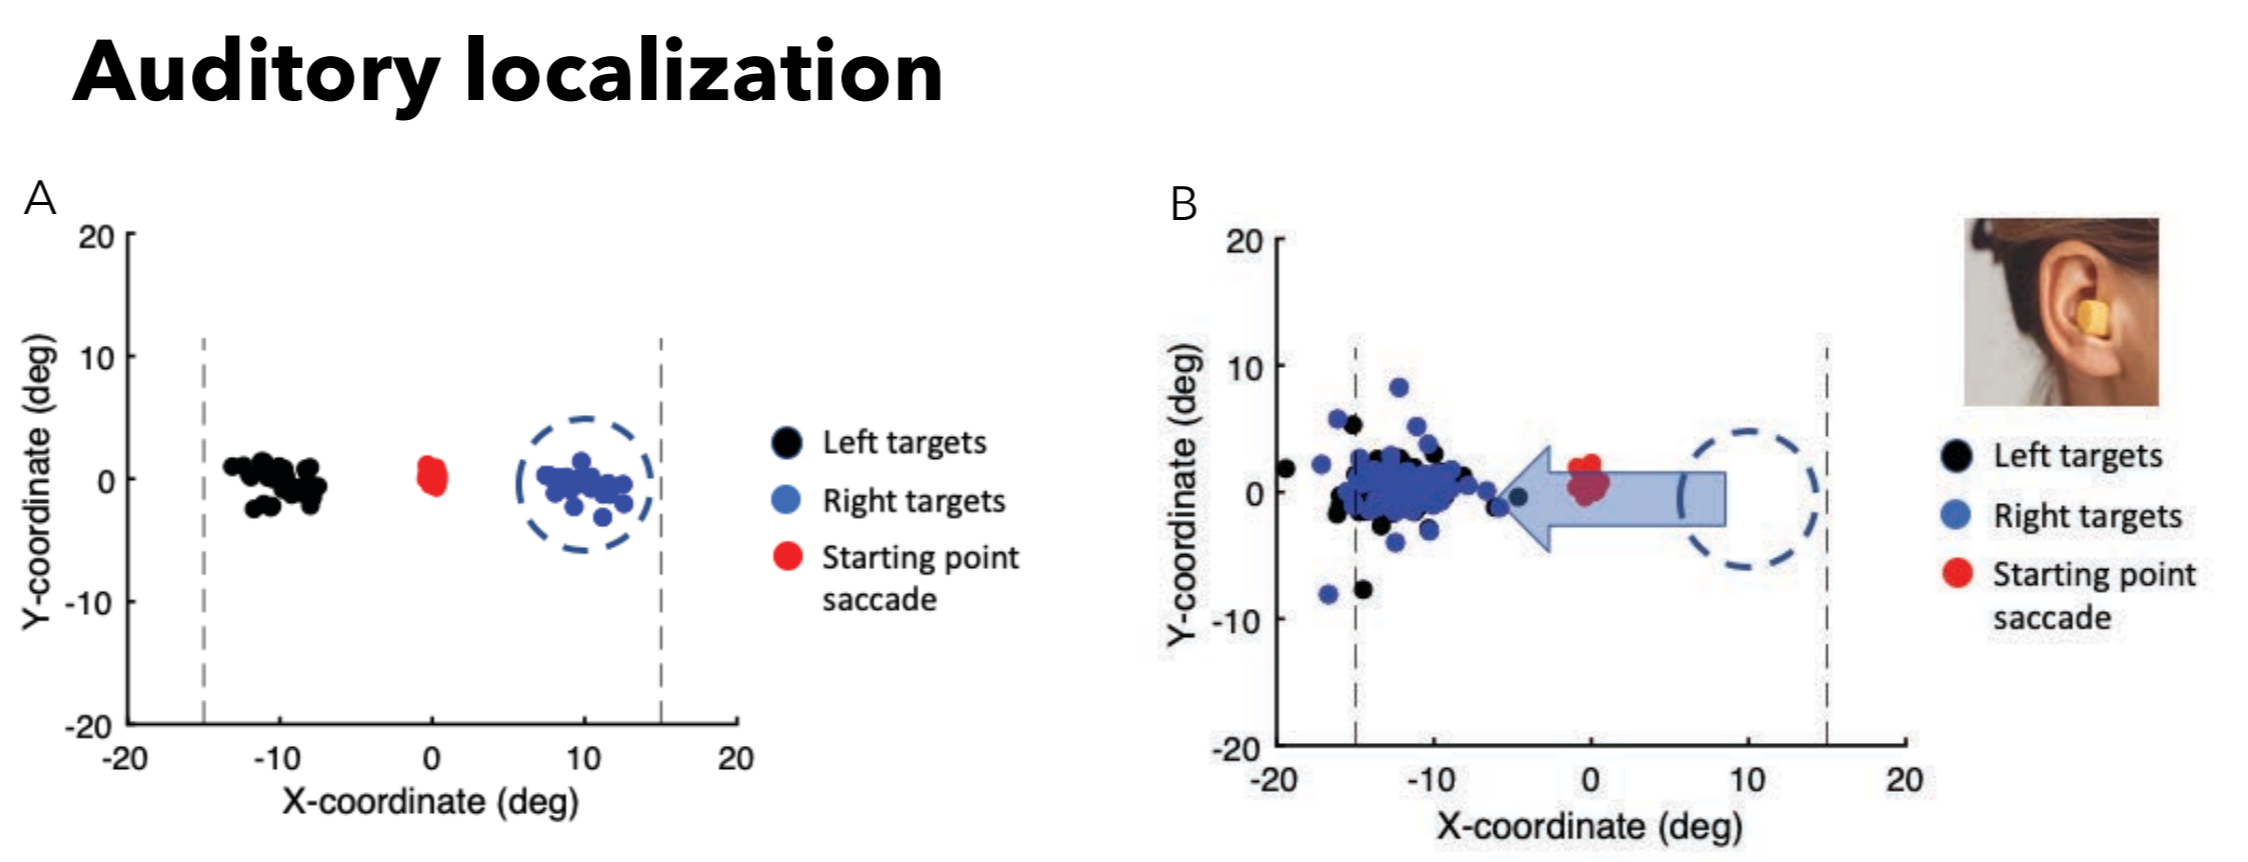 Auditory localization
A
20
10
0
-10
-20
Y-coordinate (deg)
-20 -10 0 10 20
X-coordinate (deg)
Left targets
Right targets
Starting point
saccade
B
20
10
0
-10
-20
Y-coordinate (deg)
-20 -10 0 10 20
X-coordinate (deg)
Left targets
Right targets
Starting point
saccade